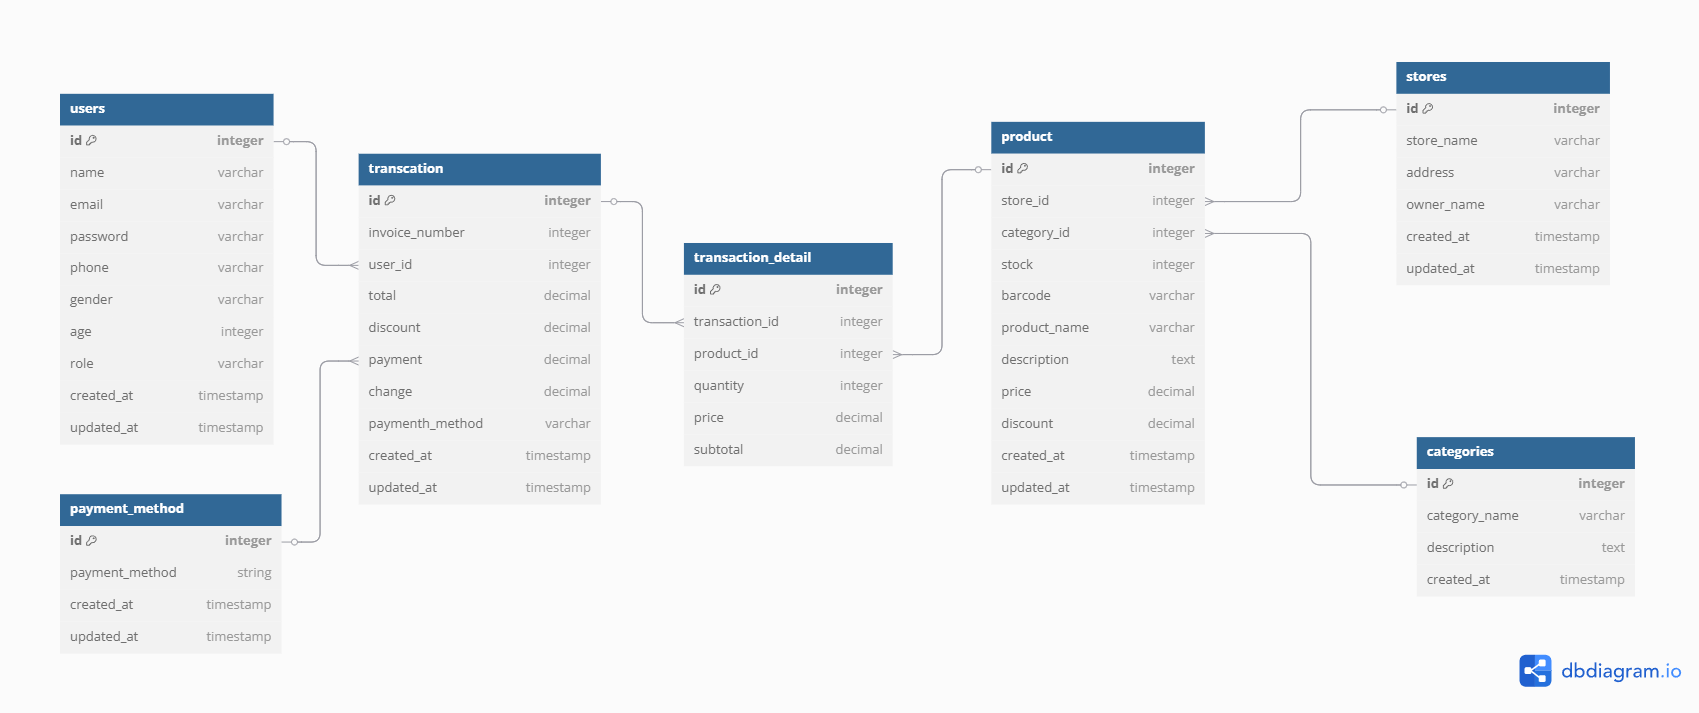 users
id integer
name varchar
email varchar
password varchar
phone varchar
gender varchar
age integer
role varchar
created_at timestamp
updated_at timestamp
payment_method
id integer
payment_method string
created_at timestamp
updated_at timestamp
transcation
id integer
invoice_number integer
user_id integer
total decimal
discount decimal
payment decimal
change decimal
paymenth_method varchar
created_at timestamp
updated_at timestamp
transaction_detail
id integer
transaction_id integer
product_id integer
quantity integer
price decimal
subtotal decimal
product
id integer
store_id integer
category_id integer
stock integer
barcode varchar
product_name varchar
description text
price decimal
discount decimal
created_at timestamp
updated_at timestamp
stores
id integer
store_name varchar
address varchar
owner_name varchar
created_at timestamp
updated_at timestamp
categories
id integer
category_name varchar
description text
created_at timestamp
dbdiagram.io